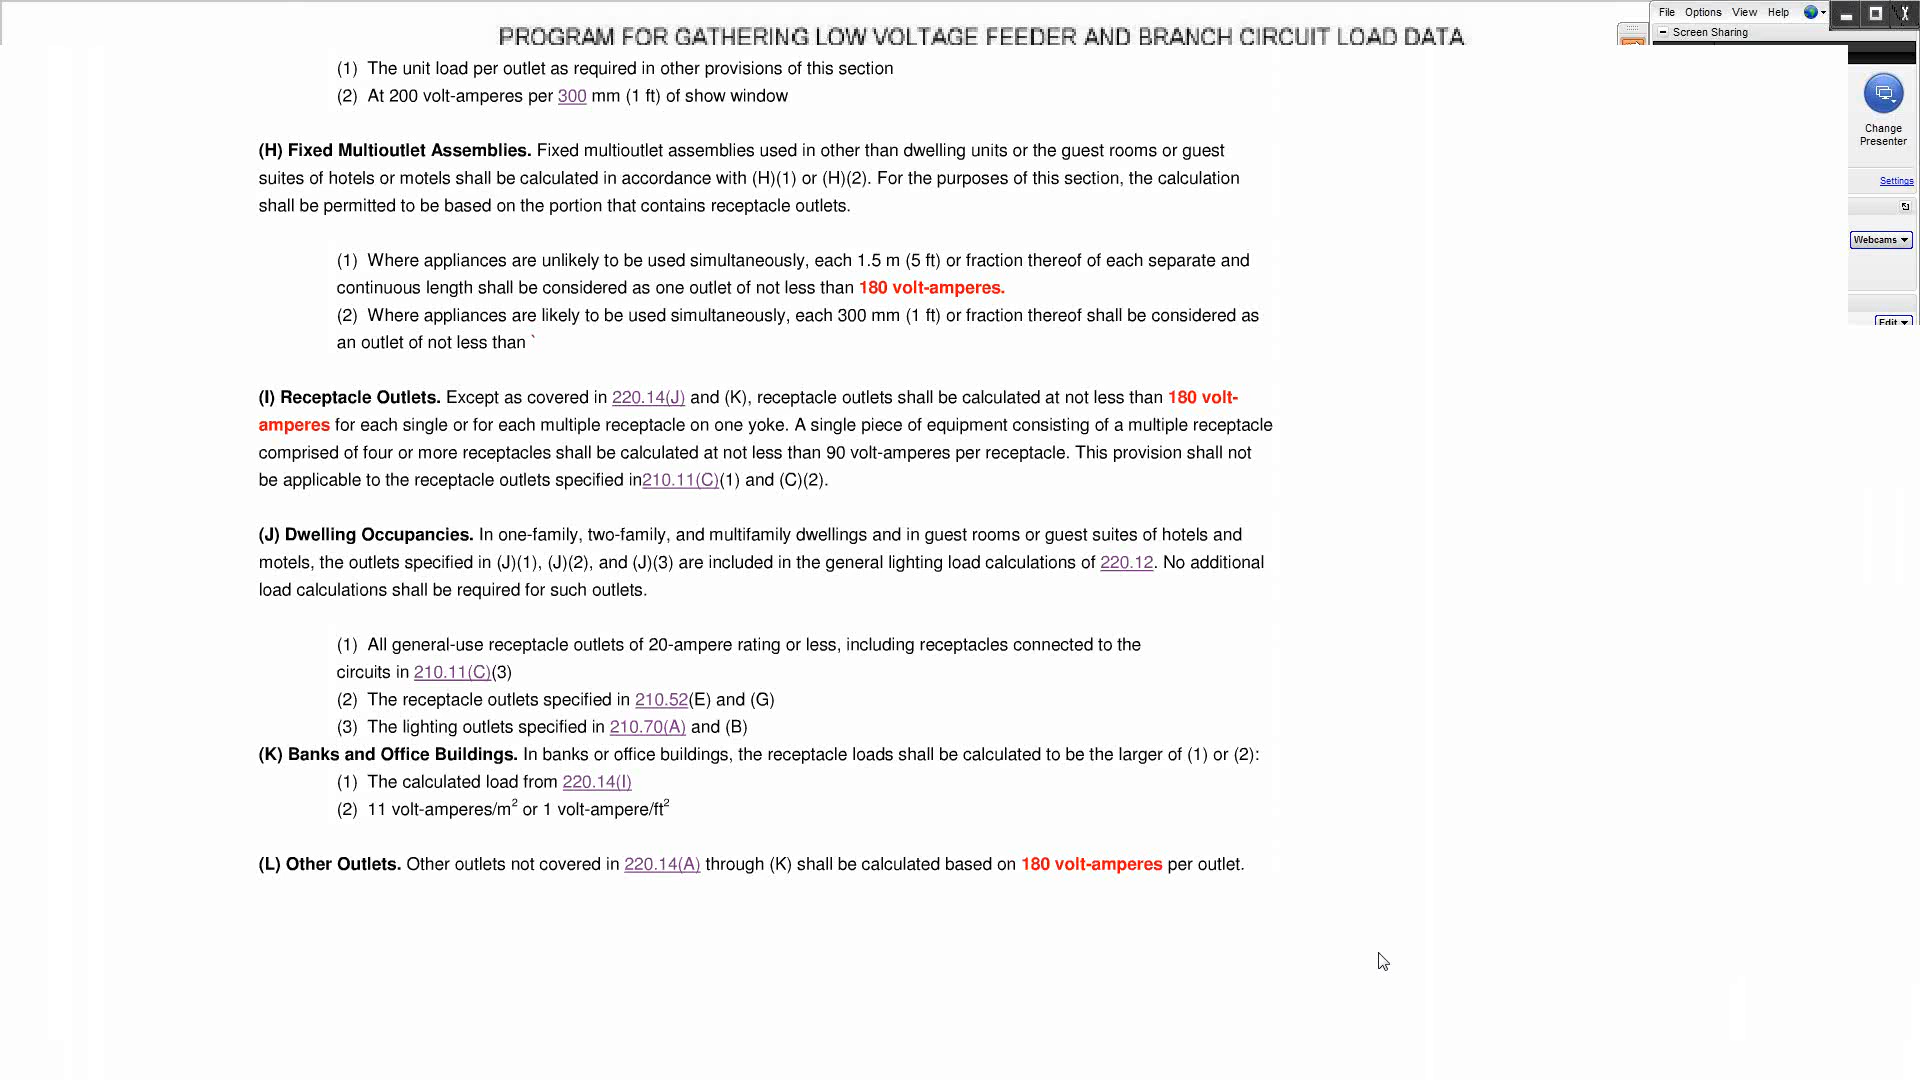 PROGRAM FOR GATHERING LOW VOLTAGE FEEDER AND BRANCH CIRCUIT LOAD DATA
File Options View Help
Screen Sharing
(1) The unit load per outlet as required in other provisions of this section
(2) At 200 volt-amperes per 300 mm (1 ft) of show window
Change
Presenter
(H) Fixed Multioutlet Assemblies. Fixed multioutlet assemblies used in other than dwelling units or the guest rooms or guest
suites of hotels or motels shall be calculated in accordance with (H)(1) or (H)(2). For the purposes of this section, the calculation
shall be permitted to be based on the portion that contains receptacle outlets.
Settings
Webcams
(1) Where appliances are unlikely to be used simultaneously, each 1.5 m (5 ft) or fraction thereof of each separate and
continuous length shall be considered as one outlet of not less than 180 volt-amperes.
(2) Where appliances are likely to be used simultaneously, each 300 mm (1 ft) or fraction thereof shall be considered as
an outlet of not less than `
Edit
(I) Receptacle Outlets. Except as covered in 220.14(J) and (K), receptacle outlets shall be calculated at not less than 180 volt-
amperes for each single or for each multiple receptacle on one yoke. A single piece of equipment consisting of a multiple receptacle
comprised of four or more receptacles shall be calculated at not less than 90 volt-amperes per receptacle. This provision shall not
be applicable to the receptacle outlets specified in210.11(C)(1) and (C)(2).
(J) Dwelling Occupancies. In one-family, two-family, and multifamily dwellings and in guest rooms or guest suites of hotels and
motels, the outlets specified in (J)(1), (J)(2), and (J)(3) are included in the general lighting load calculations of 220.12. No additional
load calculations shall be required for such outlets.
(1) All general-use receptacle outlets of 20-ampere rating or less, including receptacles connected to the
circuits in 210.11(C)(3)
(2) The receptacle outlets specified in 210.52(E) and (G)
(3) The lighting outlets specified in 210.70(A) and (B)
(K) Banks and Office Buildings. In banks or office buildings, the receptacle loads shall be calculated to be the larger of (1) or (2):
(1) The calculated load from 220.14(I)
(2) 11 volt-amperes/m² or 1 volt-ampere/ft²
(L) Other Outlets. Other outlets not covered in 220.14(A) through (K) shall be calculated based on 180 volt-amperes per outlet.